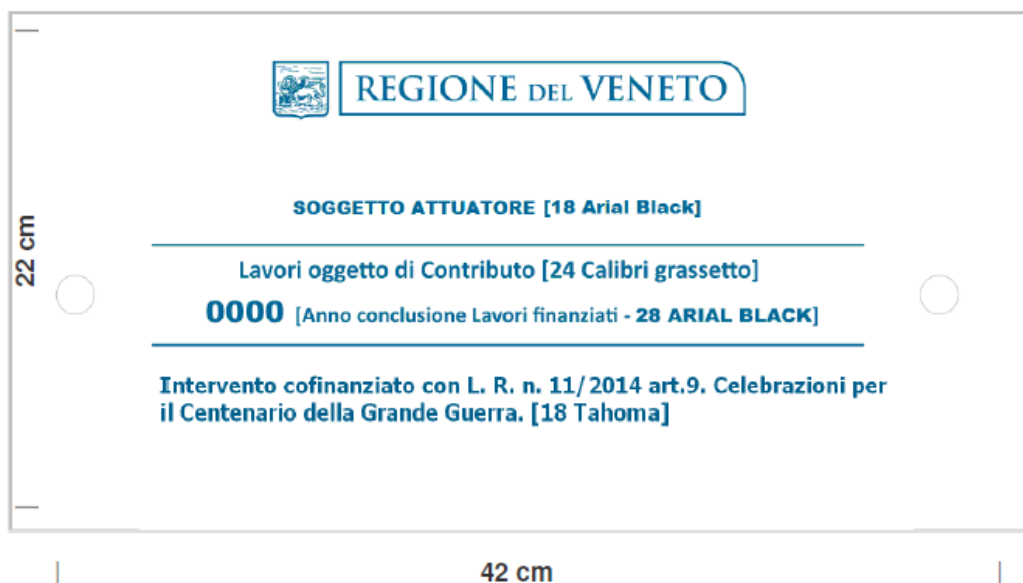 REGIONE DEL VENETO
SOGGETTO ATTUATORE [18 Arial Black]
22 cm
Lavori oggetto di Contributo [24 Calibri grassetto]
0000 [Anno conclusione Lavori finanziati - 28 ARIAL BLACK]
Intervento cofinanziato con L. R. n. 11/2014 art.9. Celebrazioni per
il Centenario della Grande Guerra. [18 Tahoma]
42 cm